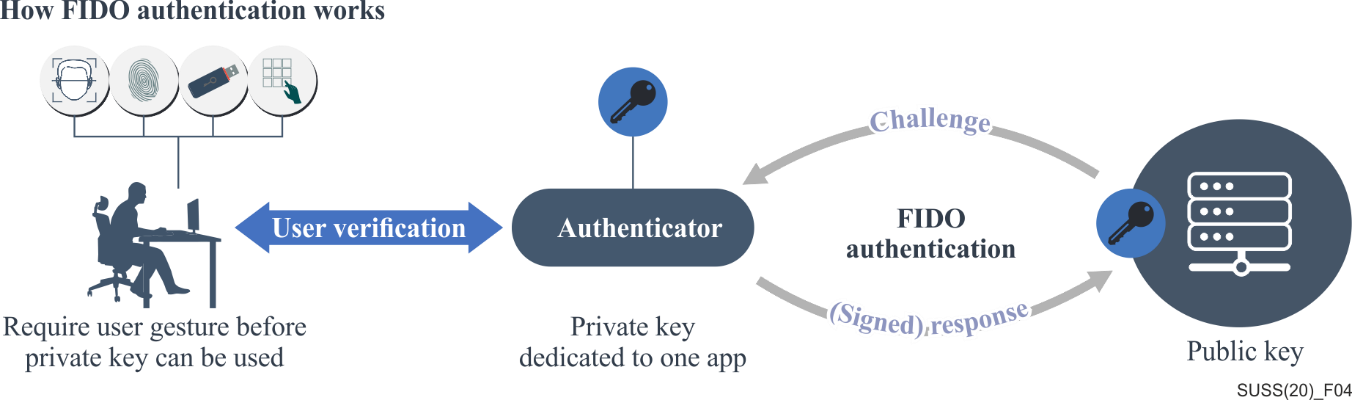 How FIDO authentication works
Challenge
User verification
Authenticator
FIDO
authentication
(Signed) response
Require user gesture before
private key can be used
Private key
dedicated to one app
Public key
SUSS(20)_F04